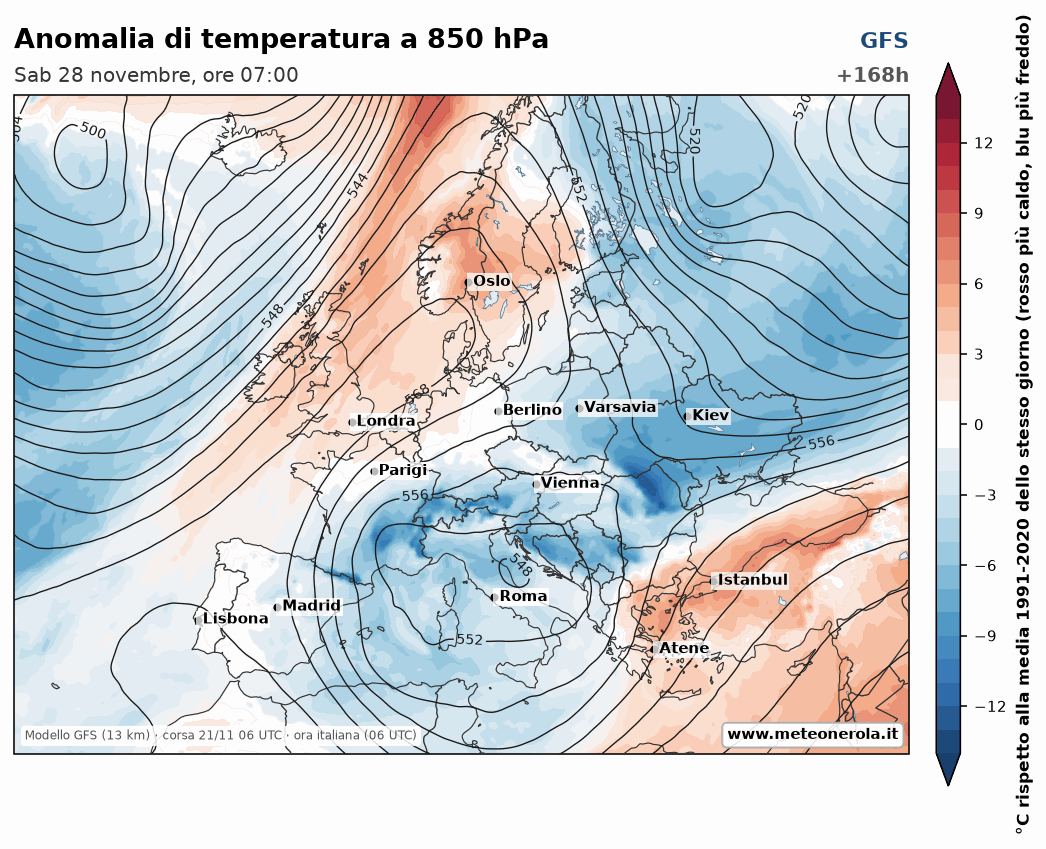 Anomalia di temperatura a 850 hPa
GFS
Sab 28 novembre, ore 07:00
+168h
504
500
520
520
544
552
548
Oslo
Berlino
Varsavia
Kiev
Londra
556
Parigi
Vienna
556
548
Istanbul
Roma
Madrid
Lisbona
552
Atene
Modello GFS (13 km) · corsa 21/11 06 UTC · ora italiana (06 UTC)
www.meteonerola.it
12
9
6
3
0
−3
−6
−9
−12
°C rispetto alla media 1991-2020 dello stesso giorno (rosso più caldo, blu più freddo)